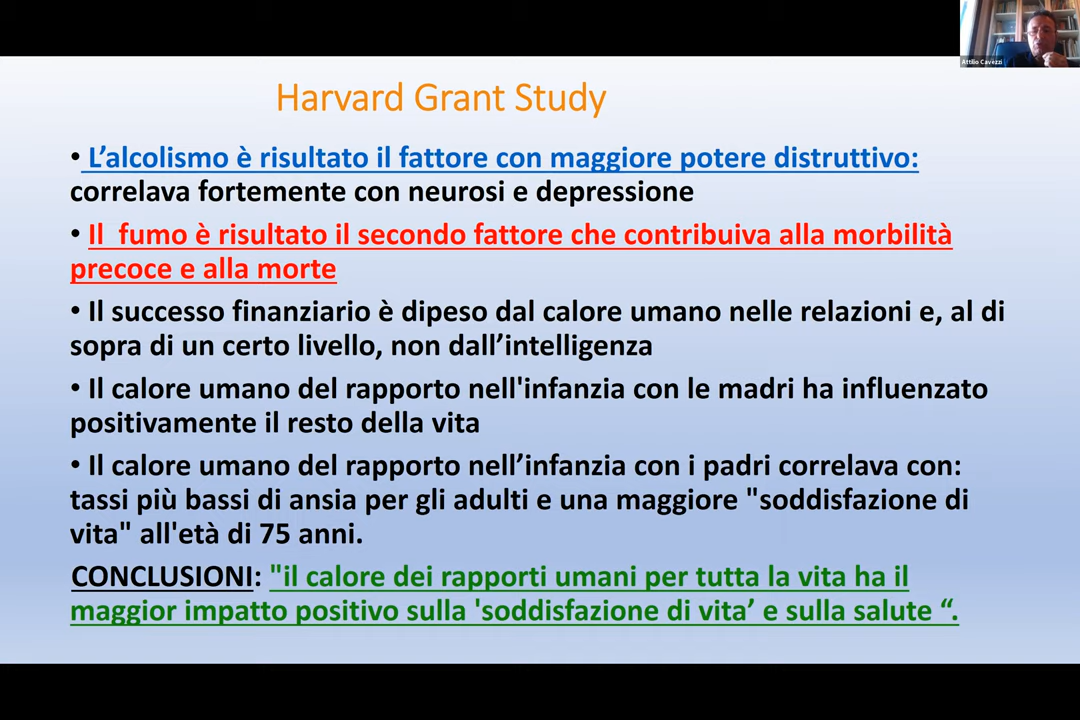 Attilio Cavezzi
Harvard Grant Study
• L’alcolismo è risultato il fattore con maggiore potere distruttivo:
correlava fortemente con neurosi e depressione
• Il  fumo è risultato il secondo fattore che contribuiva alla morbilità
precoce e alla morte
• Il successo finanziario è dipeso dal calore umano nelle relazioni e, al di
sopra di un certo livello, non dall’intelligenza
• Il calore umano del rapporto nell'infanzia con le madri ha influenzato
positivamente il resto della vita
• Il calore umano del rapporto nell’infanzia con i padri correlava con:
tassi più bassi di ansia per gli adulti e una maggiore "soddisfazione di
vita" all'età di 75 anni.
CONCLUSIONI: "il calore dei rapporti umani per tutta la vita ha il
maggior impatto positivo sulla 'soddisfazione di vita’ e sulla salute “.